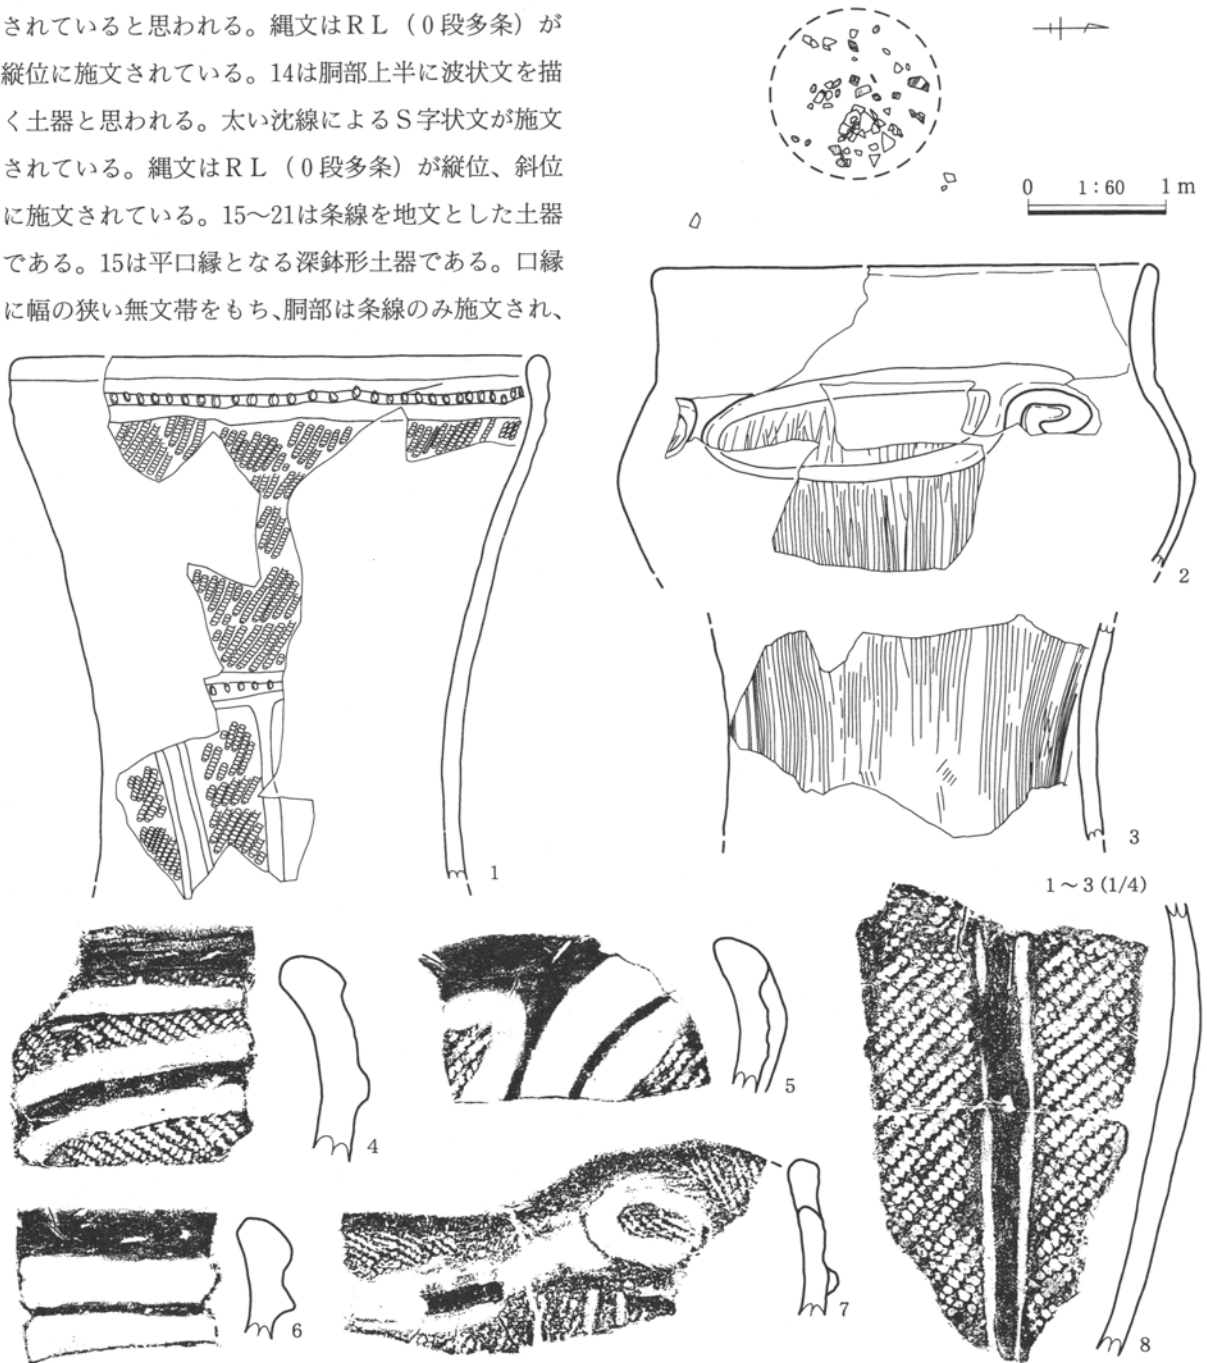 されていると思われる。縄文はＲＬ（０段多条）が
縦位に施文されている。14は胴部上半に波状文を描
く土器と思われる。太い沈線によるＳ字状文が施文
されている。縄文はＲＬ（０段多条）が縦位、斜位
に施文されている。15～21は条線を地文とした土器
である。15は平口縁となる深鉢形土器である。口縁
に幅の狭い無文帯をもち、胴部は条線のみ施文され、
0 1：60 1 m
1
2
3
1～3 (1/4)
4
5
6
7
8